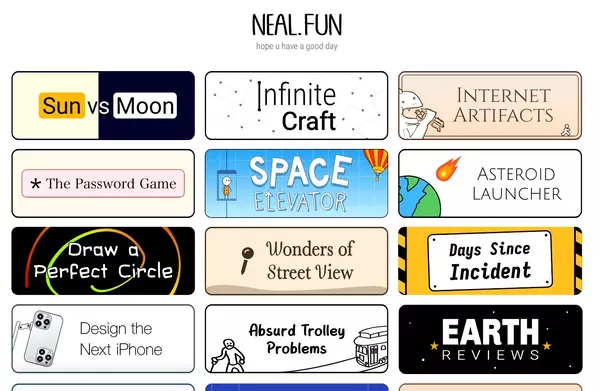 NEAL.FUN
hope u have a good day
Sun vs Moon
Infinite
Craft
INTERNET
ARTIFACTS
* The Password Game
SPACE
ELEVATOR
ASTEROID
LAUNCHER
Draw a
Perfect Circle
Wonders of
Street View
Days Since
Incident
Design the
Next iPhone
Absurd Trolley
Problems
EARTH
REVIEWS